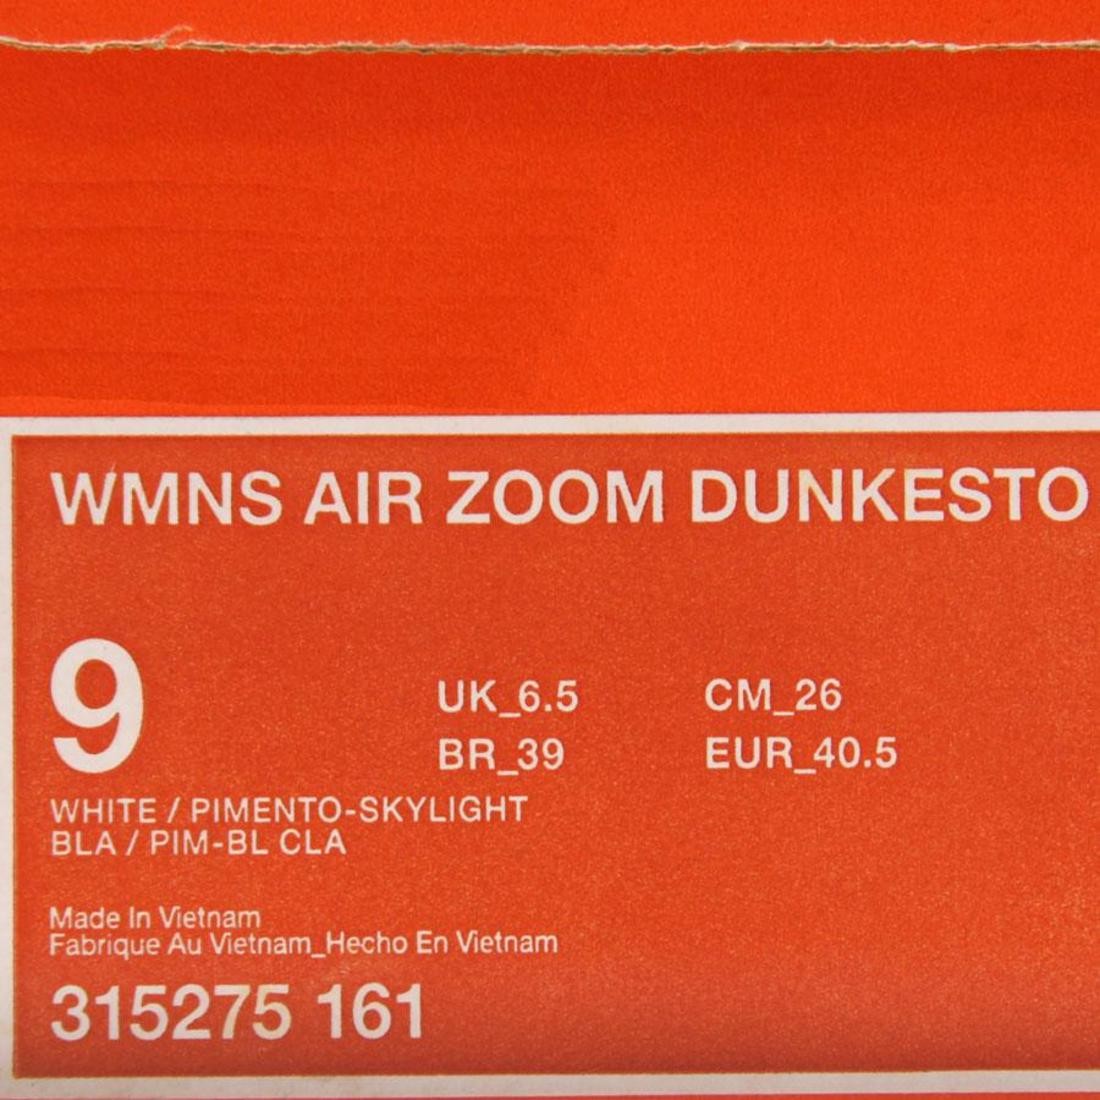 WMNS AIR ZOOM DUNKESTO
9
UK_6.5 CM_26
BR_39 EUR_40.5
WHITE / PIMENTO-SKYLIGHT
BLA / PIM-BL CLA
Made In Vietnam
Fabrique Au Vietnam_Hecho En Vietnam
315275 161